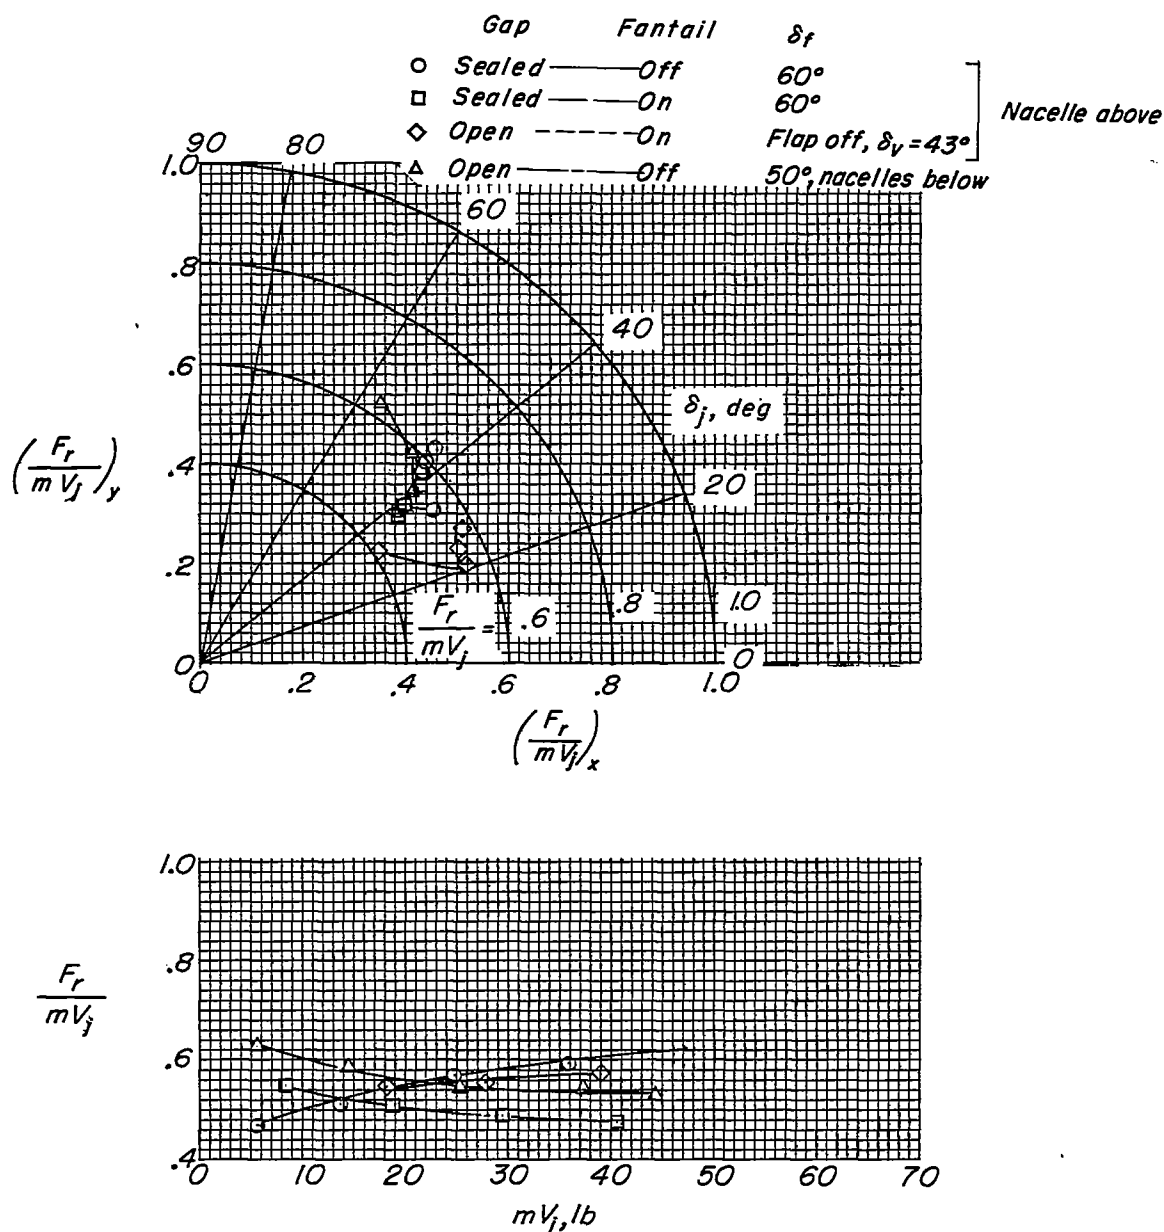 Gap Fantail δf
Sealed Off 60°
Sealed On 60°
Open On Flap off, δv = 43°
Open Off 50°, nacelles below
Nacelle above
90 80
60
40
20
0
δj, deg
1.0
.8
.6
.4
.2
0
(Fr/mVj)y
Fr/mVj = .6 .8 1.0
0 .2 .4 .6 .8 1.0
(Fr/mVj)x
1.0
.8
.6
.4
Fr/mVj
0 10 20 30 40 50 60 70
mVj, lb